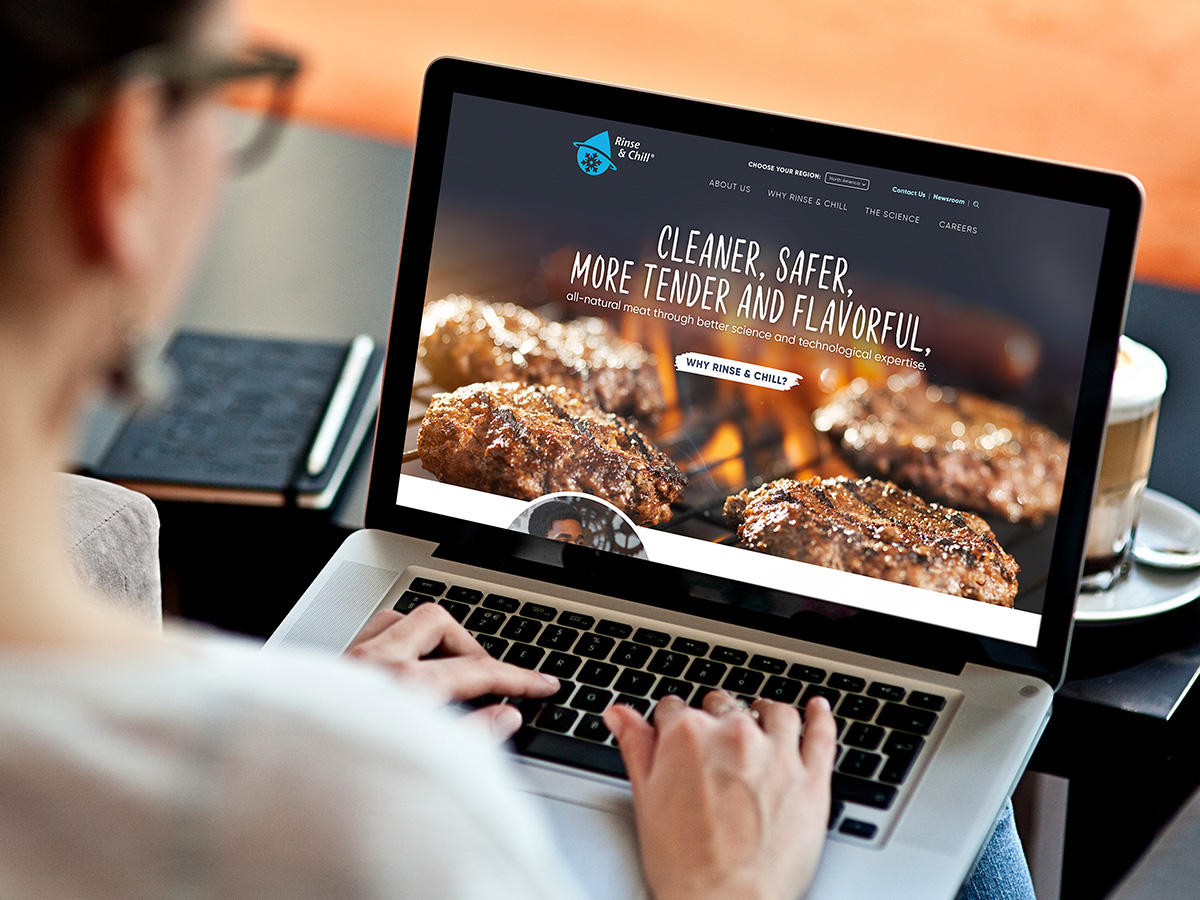 Rinse
& Chill®
CHOOSE YOUR REGION: North America
Contact Us | Newsroom |
ABOUT US WHY RINSE & CHILL THE SCIENCE CAREERS
CLEANER, SAFER,
MORE TENDER AND FLAVORFUL,
all-natural meat through better science and technological expertise.
WHY RINSE & CHILL?